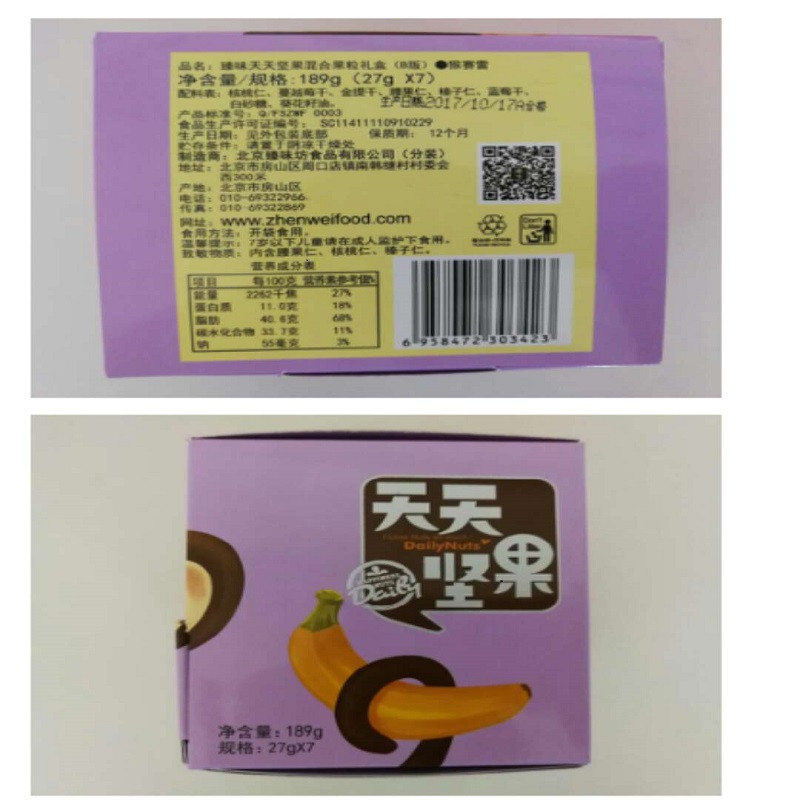 品名：臻味天天坚果混合果粒礼盒（B版）●猴赛雷
净含量/规格：189g（27g X7）
配料表：核桃仁、蔓越莓干、金提干、腰果仁、榛子仁、蓝莓干、
白砂糖、葵花籽油。
生产日期2017/10/17A合格
产品标准号：Q/FSZWF 0003
食品生产许可证编号：SC11411110910229
生产日期：见外包装底部 保质期：12个月
贮存条件：请置于阴凉干燥处
制造商：北京臻味坊食品有限公司（分装）
地址：北京市房山区周口店镇南韩继村村委会
西300米
产地：北京市房山区
电话：010-69322966
传真：010-69322869
网址：www.zhenweifood.com
食用方法：开袋食用。
温馨提示：7岁以下儿童请在成人监护下食用。
致敏物质：内含腰果仁、核桃仁、榛子仁。
营养成分表
项目 每100克 营养素参考值%
能量 2262千焦 27%
蛋白质 11.0克 18%
脂肪 40.6克 68%
碳水化合物 33.7克 11%
钠 55毫克 3%
6 958472 303423
天天
DailyNuts
坚果
Daily
净含量：189g
规格：27gX7